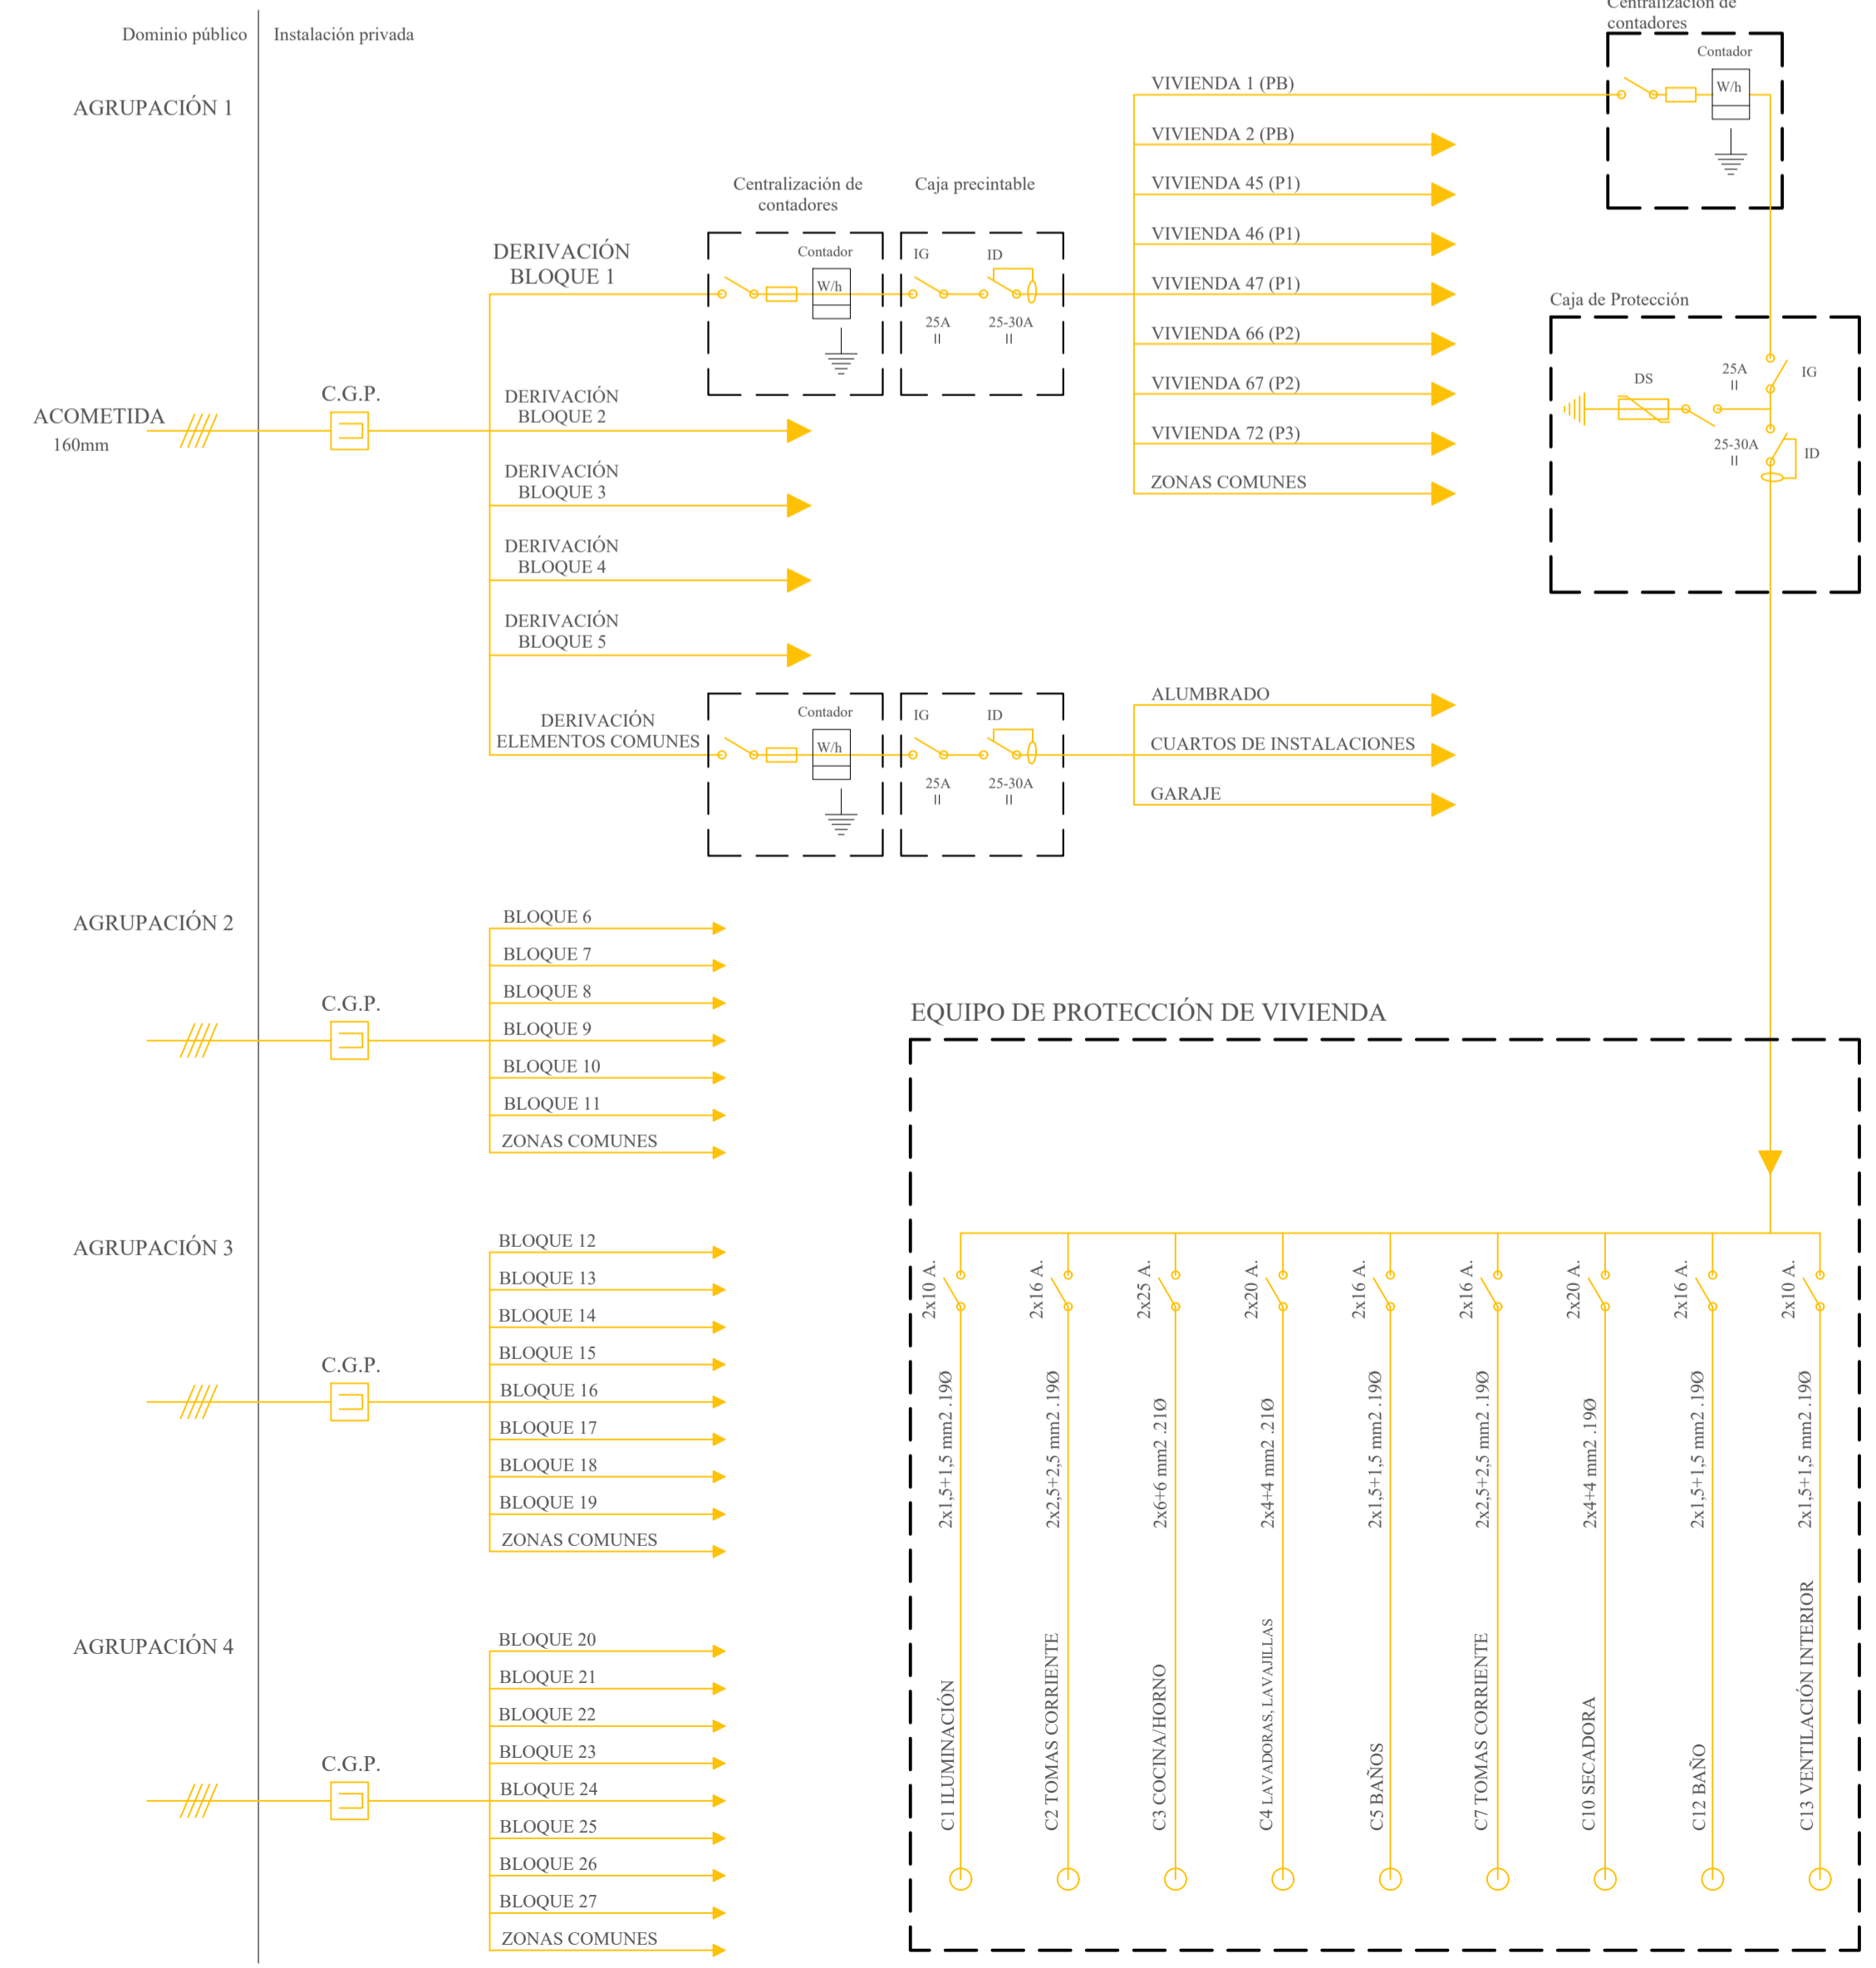 Dominio público
Instalación privada
Centralización de
contadores
Contador
W/h
AGRUPACIÓN 1
VIVIENDA 1 (PB)
VIVIENDA 2 (PB)
VIVIENDA 45 (P1)
VIVIENDA 46 (P1)
VIVIENDA 47 (P1)
VIVIENDA 66 (P2)
VIVIENDA 67 (P2)
VIVIENDA 72 (P3)
ZONAS COMUNES
Centralización de
contadores
Caja precintable
DERIVACIÓN
BLOQUE 1
Contador
W/h
IG
ID
25A
II
25-30A
II
Caja de Protección
DS
25A
II
IG
25-30A
II
ID
ACOMETIDA
160mm
C.G.P.
DERIVACIÓN
BLOQUE 2
DERIVACIÓN
BLOQUE 3
DERIVACIÓN
BLOQUE 4
DERIVACIÓN
BLOQUE 5
DERIVACIÓN
ELEMENTOS COMUNES
Contador
W/h
IG
ID
25A
II
25-30A
II
ALUMBRADO
CUARTOS DE INSTALACIONES
GARAJE
AGRUPACIÓN 2
C.G.P.
BLOQUE 6
BLOQUE 7
BLOQUE 8
BLOQUE 9
BLOQUE 10
BLOQUE 11
ZONAS COMUNES
AGRUPACIÓN 3
C.G.P.
BLOQUE 12
BLOQUE 13
BLOQUE 14
BLOQUE 15
BLOQUE 16
BLOQUE 17
BLOQUE 18
BLOQUE 19
ZONAS COMUNES
AGRUPACIÓN 4
C.G.P.
BLOQUE 20
BLOQUE 21
BLOQUE 22
BLOQUE 23
BLOQUE 24
BLOQUE 25
BLOQUE 26
BLOQUE 27
ZONAS COMUNES
EQUIPO DE PROTECCIÓN DE VIVIENDA
2x10 A.
2x1,5+1,5 mm2 .19Ø
C1 ILUMINACIÓN
2x16 A.
2x2,5+2,5 mm2 .19Ø
C2 TOMAS CORRIENTE
2x25 A.
2x6+6 mm2 .21Ø
C3 COCINA/HORNO
2x20 A.
2x4+4 mm2 .21Ø
C4 LAVADORAS, LAVAJILLAS
2x16 A.
2x1,5+1,5 mm2 .19Ø
C5 BAÑOS
2x16 A.
2x2,5+2,5 mm2 .19Ø
C7 TOMAS CORRIENTE
2x20 A.
2x4+4 mm2 .19Ø
C10 SECADORA
2x16 A.
2x1,5+1,5 mm2 .19Ø
C12 BAÑO
2x10 A.
2x1,5+1,5 mm2 .19Ø
C13 VENTILACIÓN INTERIOR